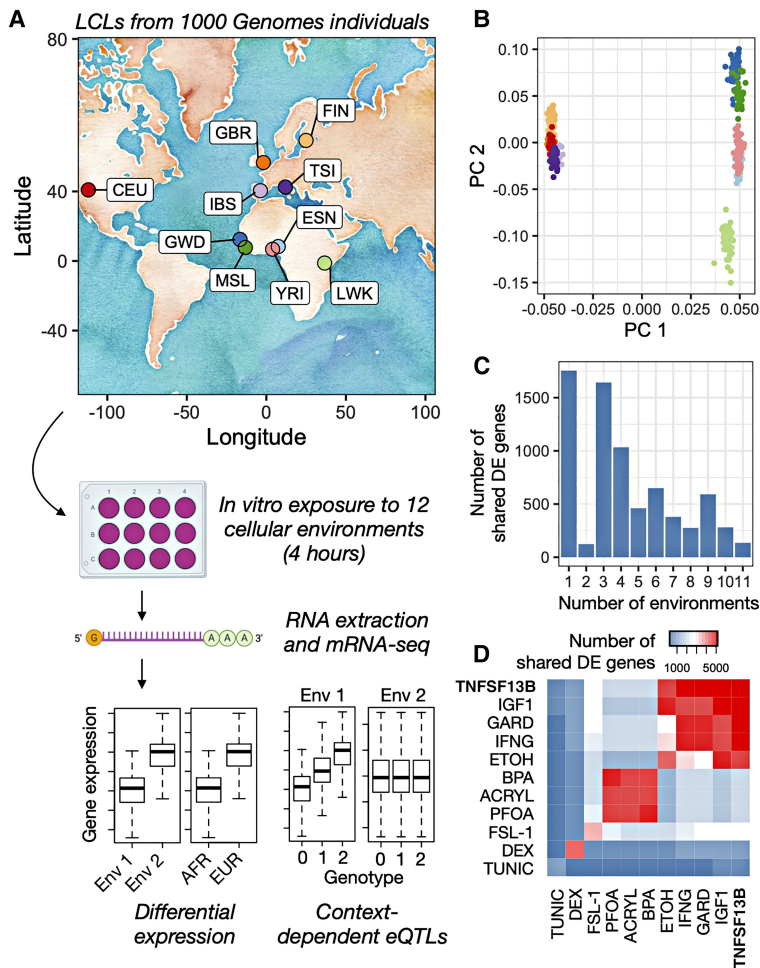 A
LCLs from 1000 Genomes individuals
80
40
0
-40
Latitude
-100 -50 0 50 100
Longitude
FIN
GBR
TSI
CEU
IBS
ESN
GWD
MSL
YRI
LWK
1 2 3 4
A
B
C
In vitro exposure to 12
cellular environments
(4 hours)
5' G A A A 3'
RNA extraction
and mRNA-seq
Gene expression
Env 1 Env 2
AFR EUR
Env 1 Env 2
0 1 2 0 1 2
Genotype
Differential
expression
Context-
dependent eQTLs
B
0.10
0.05
0.00
-0.05
-0.10
-0.15
PC 2
-0.050 -0.025 0.000 0.025 0.050
PC 1
C
1500
1000
500
0
Number of
shared DE genes
1 2 3 4 5 6 7 8 9 10 11
Number of environments
D
Number of
shared DE genes
1000 5000
TNFSF13B
IGF1
GARD
IFNG
ETOH
BPA
ACRYL
PFOA
FSL-1
DEX
TUNIC
TUNIC
DEX
FSL-1
PFOA
ACRYL
BPA
ETOH
IFNG
GARD
IGF1
TNFSF13B